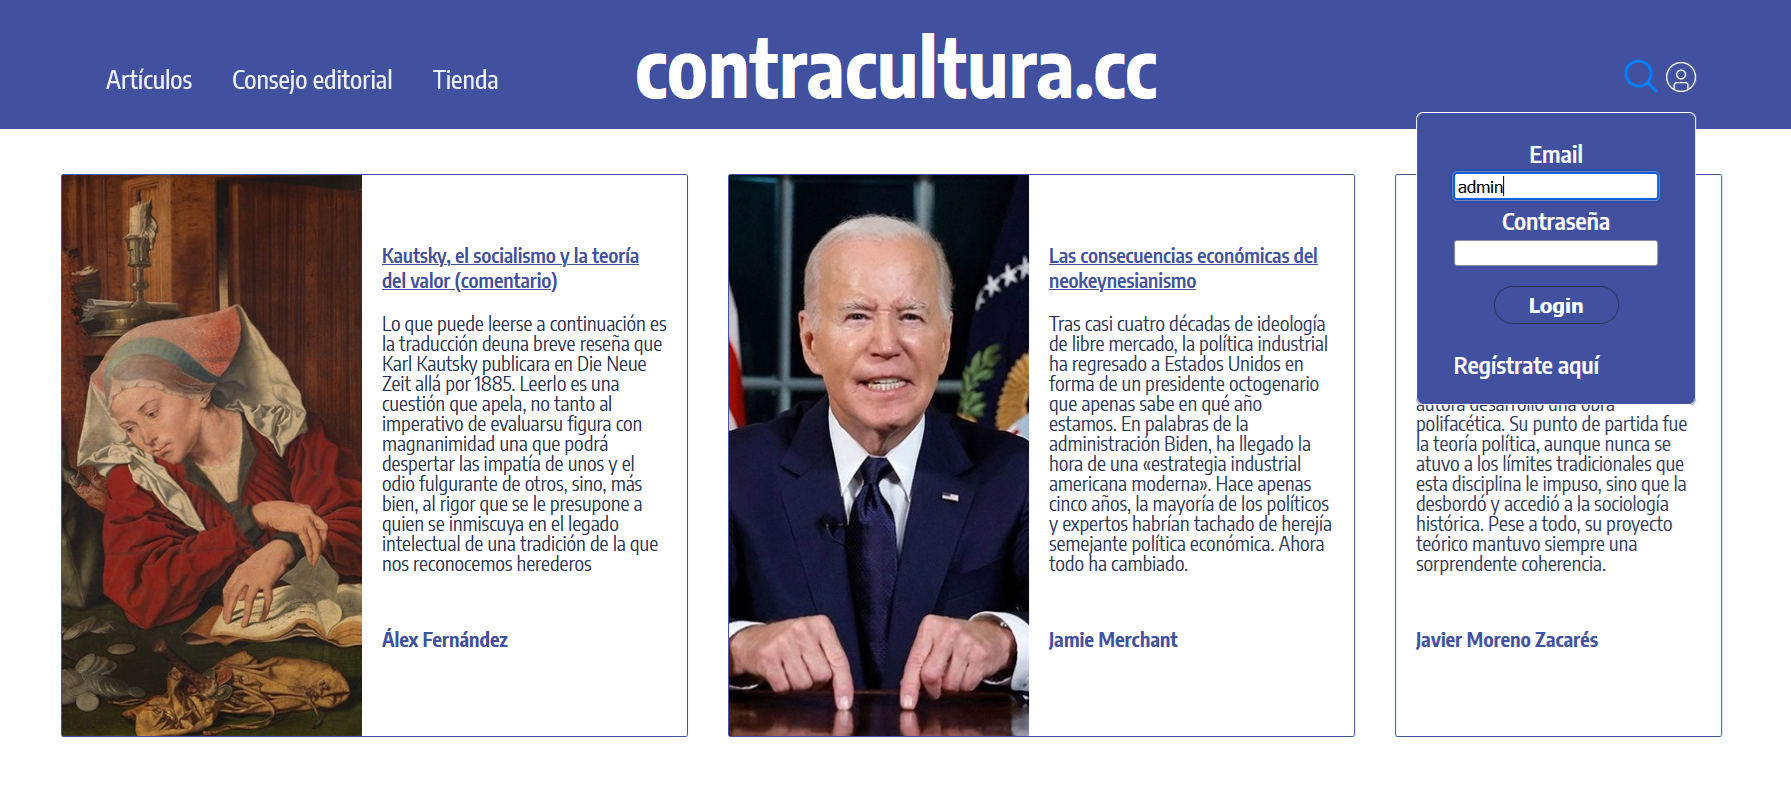 Artículos Consejo editorial Tienda
contracultura.cc
Email
admin
Contraseña
Login
Regístrate aquí
Kautsky, el socialismo y la teoría
del valor (comentario)
Lo que puede leerse a continuación es
la traducción deuna breve reseña que
Karl Kautsky publicara en Die Neue
Zeit allá por 1885. Leerlo es una
cuestión que apela, no tanto al
imperativo de evaluarsu figura con
magnanimidad una que podrá
despertar las impatía de unos y el
odio fulgurante de otros, sino, más
bien, al rigor que se le presupone a
quien se inmiscuya en el legado
intelectual de una tradición de la que
nos reconocemos herederos
Álex Fernández
Las consecuencias económicas del
neokeynesianismo
Tras casi cuatro décadas de ideología
de libre mercado, la política industrial
ha regresado a Estados Unidos en
forma de un presidente octogenario
que apenas sabe en qué año
estamos. En palabras de la
administración Biden, ha llegado la
hora de una «estrategia industrial
americana moderna». Hace apenas
cinco años, la mayoría de los políticos
y expertos habrían tachado de herejía
semejante política económica. Ahora
todo ha cambiado.
Jamie Merchant
autora desarrolló una obra
polifacética. Su punto de partida fue
la teoría política, aunque nunca se
atuvo a los límites tradicionales que
esta disciplina le impuso, sino que la
desbordó y accedió a la sociología
histórica. Pese a todo, su proyecto
teórico mantuvo siempre una
sorprendente coherencia.
Javier Moreno Zacarés